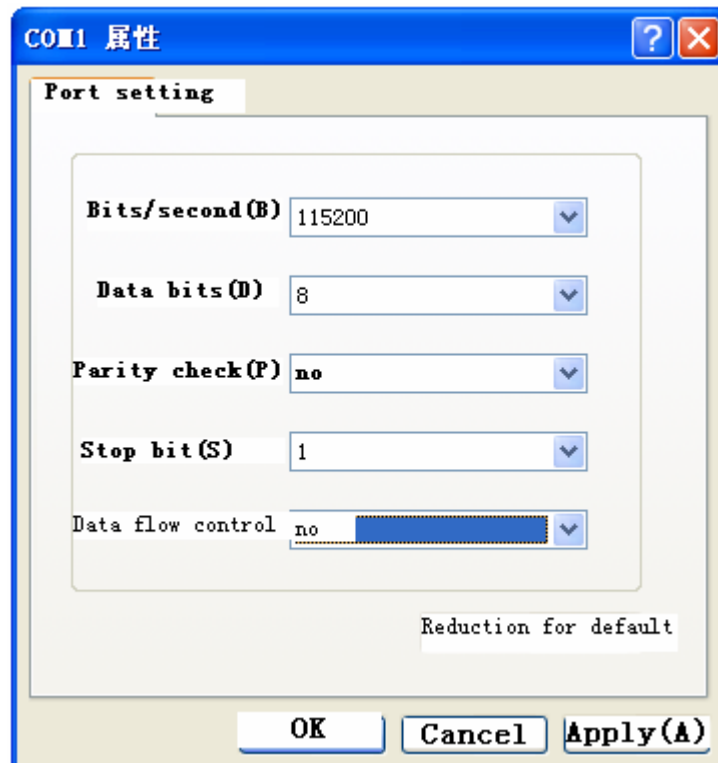 COM1 属性
Port setting
Bits/second(B) 115200
Data bits(D) 8
Parity check(P) no
Stop bit(S) 1
Data flow control no
Reduction for default
OK Cancel Apply(A)